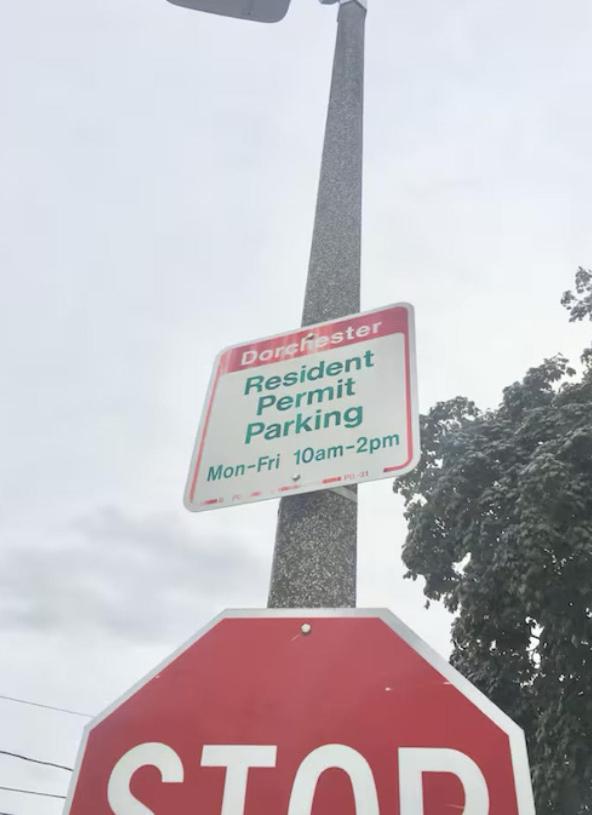 Dorchester
Resident
Permit
Parking
Mon-Fri 10am-2pm
STOP